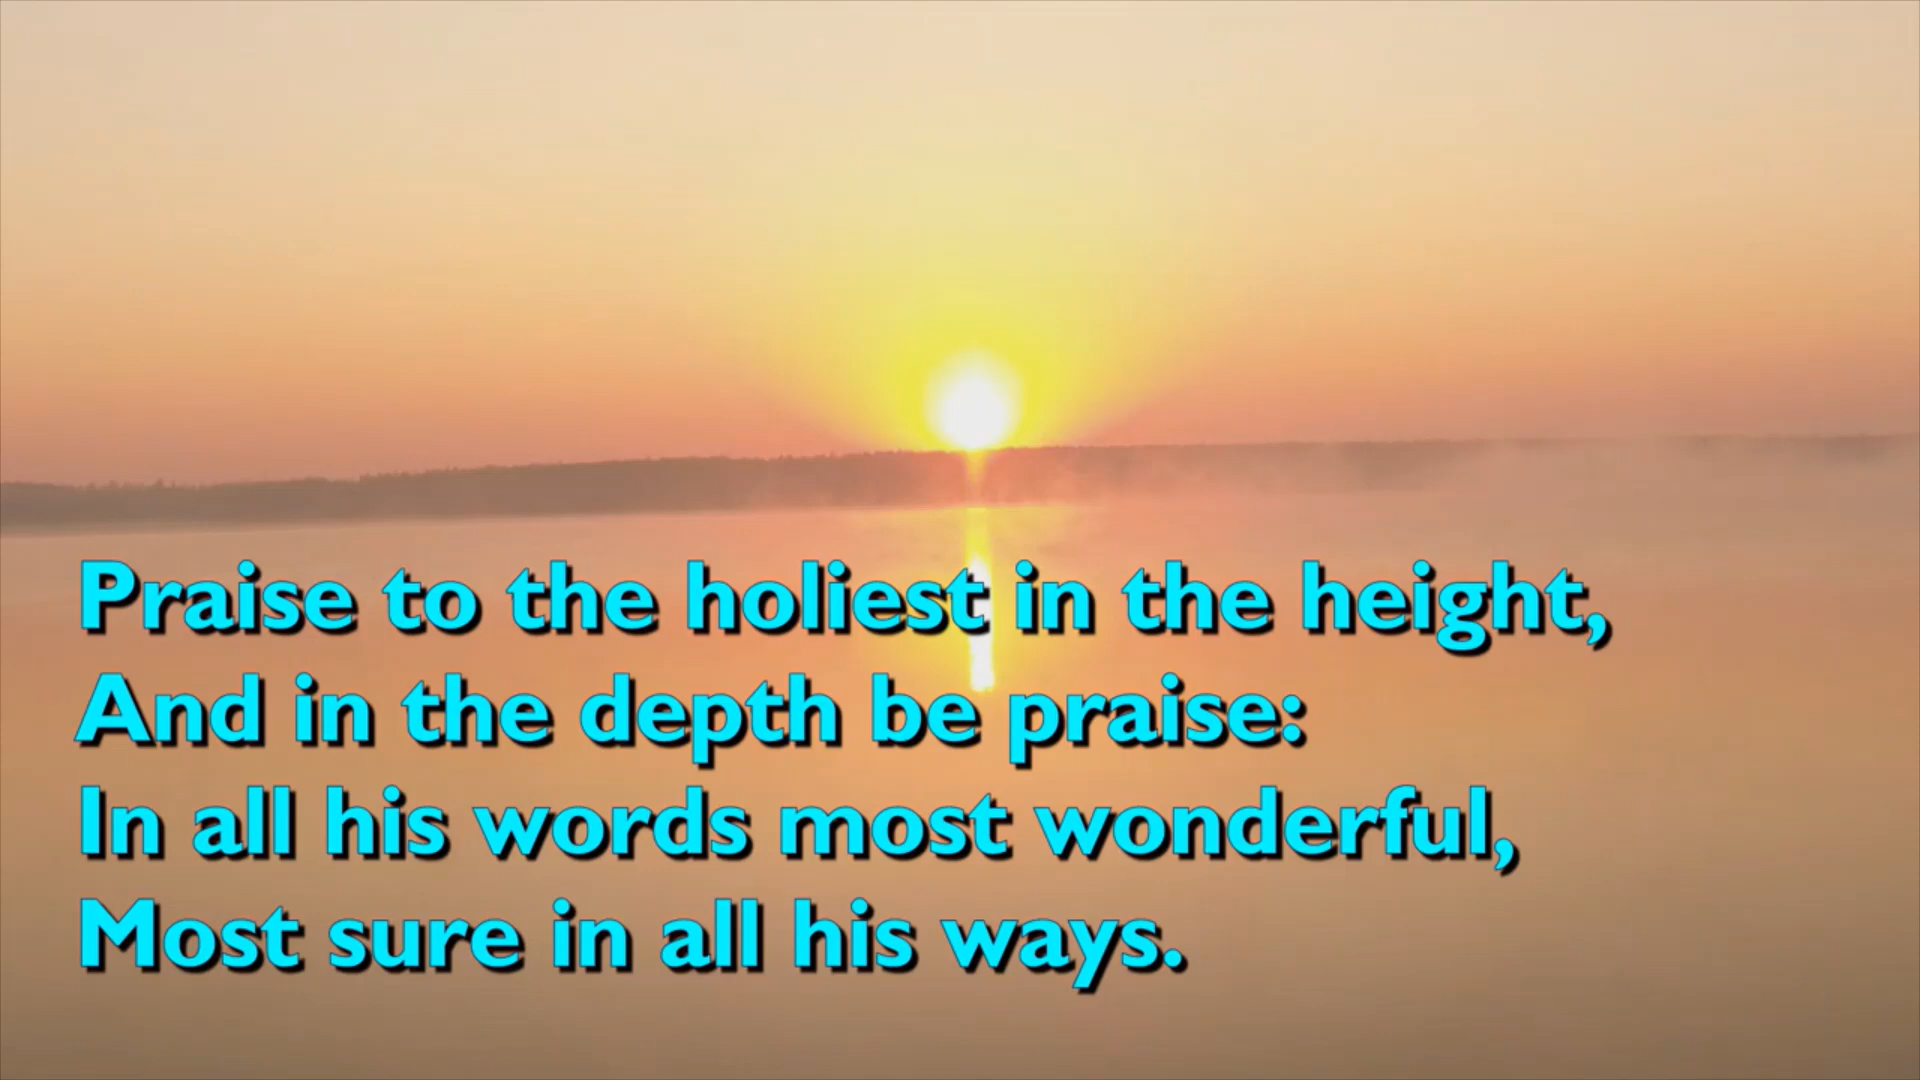 Praise to the holiest in the height,
And in the depth be praise:
In all his words most wonderful,
Most sure in all his ways.